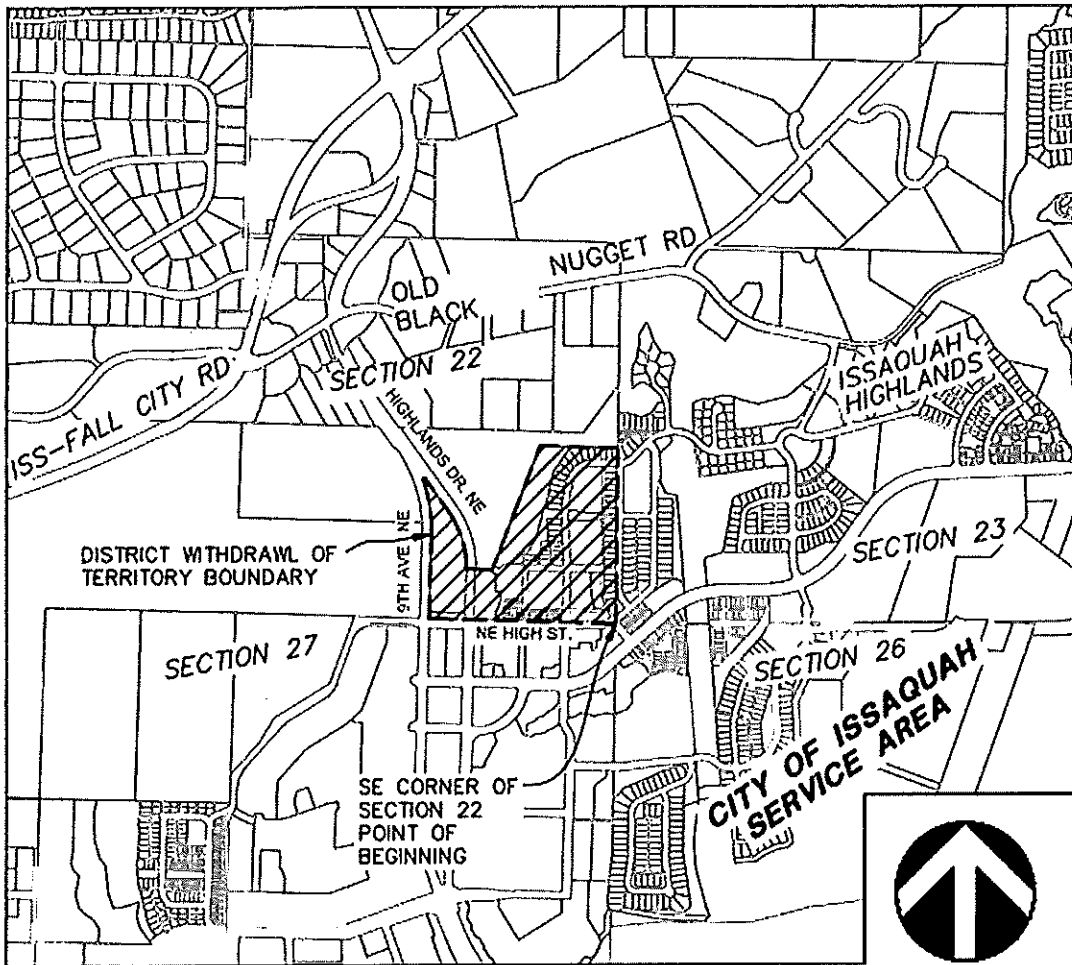 NUGGET RD
OLD
BLACK
SECTION 22
ISS-FALL CITY RD
HIGHLANDS DR. NE
ISSAQUAH
HIGHLANDS
DISTRICT WITHDRAWL OF
TERRITORY BOUNDARY
9TH AVE NE
SECTION 23
NE HIGH ST.
SECTION 27
SECTION 26
CITY OF ISSAQUAH
SERVICE AREA
SE CORNER OF
SECTION 22
POINT OF
BEGINNING